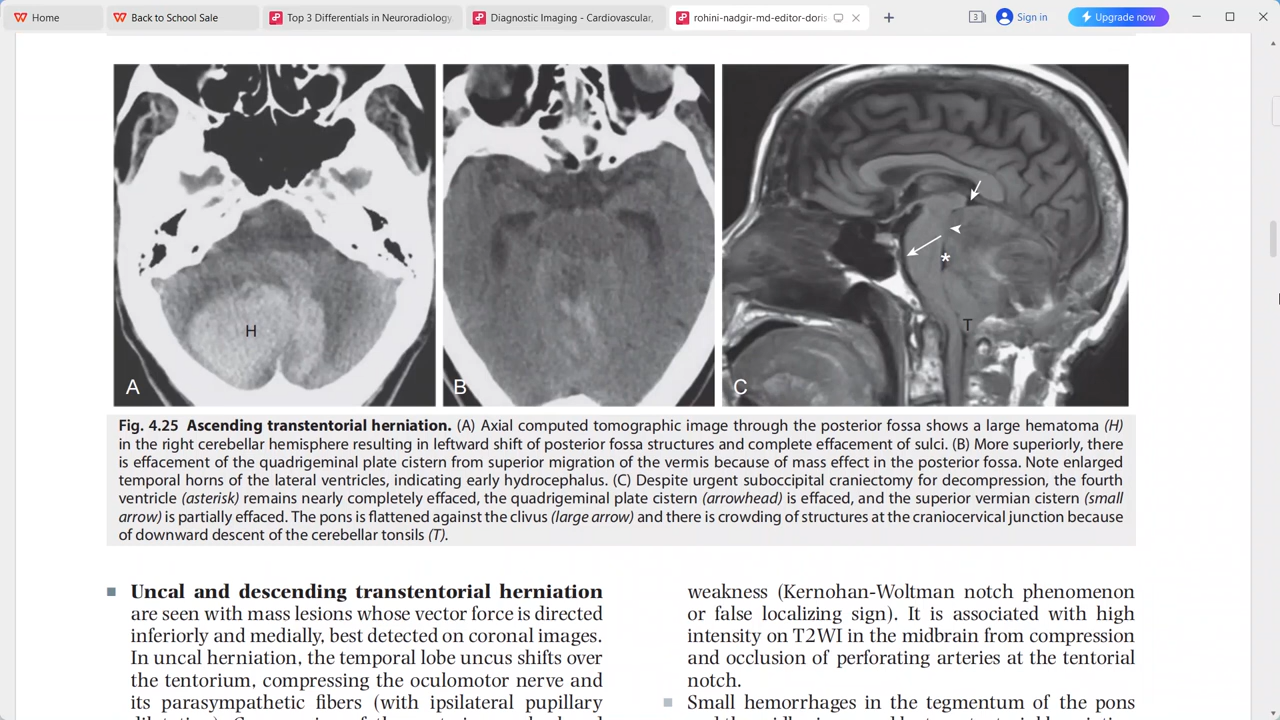 Home
Back to School Sale
Top 3 Differentials in Neuroradiology
Diagnostic Imaging - Cardiovascular,
rohini-nadgir-md-editor-doris
3
Sign in
Upgrade now
H
A
B
*
T
C
Fig. 4.25 Ascending transtentorial herniation. (A) Axial computed tomographic image through the posterior fossa shows a large hematoma (H)
in the right cerebellar hemisphere resulting in leftward shift of posterior fossa structures and complete effacement of sulci. (B) More superiorly, there
is effacement of the quadrigeminal plate cistern from superior migration of the vermis because of mass effect in the posterior fossa. Note enlarged
temporal horns of the lateral ventricles, indicating early hydrocephalus. (C) Despite urgent suboccipital craniectomy for decompression, the fourth
ventricle (asterisk) remains nearly completely effaced, the quadrigeminal plate cistern (arrowhead) is effaced, and the superior vermian cistern (small
arrow) is partially effaced. The pons is flattened against the clivus (large arrow) and there is crowding of structures at the craniocervical junction because
of downward descent of the cerebellar tonsils (T).
Uncal and descending transtentorial herniation
are seen with mass lesions whose vector force is directed
inferiorly and medially, best detected on coronal images.
In uncal herniation, the temporal lobe uncus shifts over
the tentorium, compressing the oculomotor nerve and
its parasympathetic fibers (with ipsilateral pupillary
weakness (Kernohan-Woltman notch phenomenon
or false localizing sign). It is associated with high
intensity on T2WI in the midbrain from compression
and occlusion of perforating arteries at the tentorial
notch.
Small hemorrhages in the tegmentum of the pons